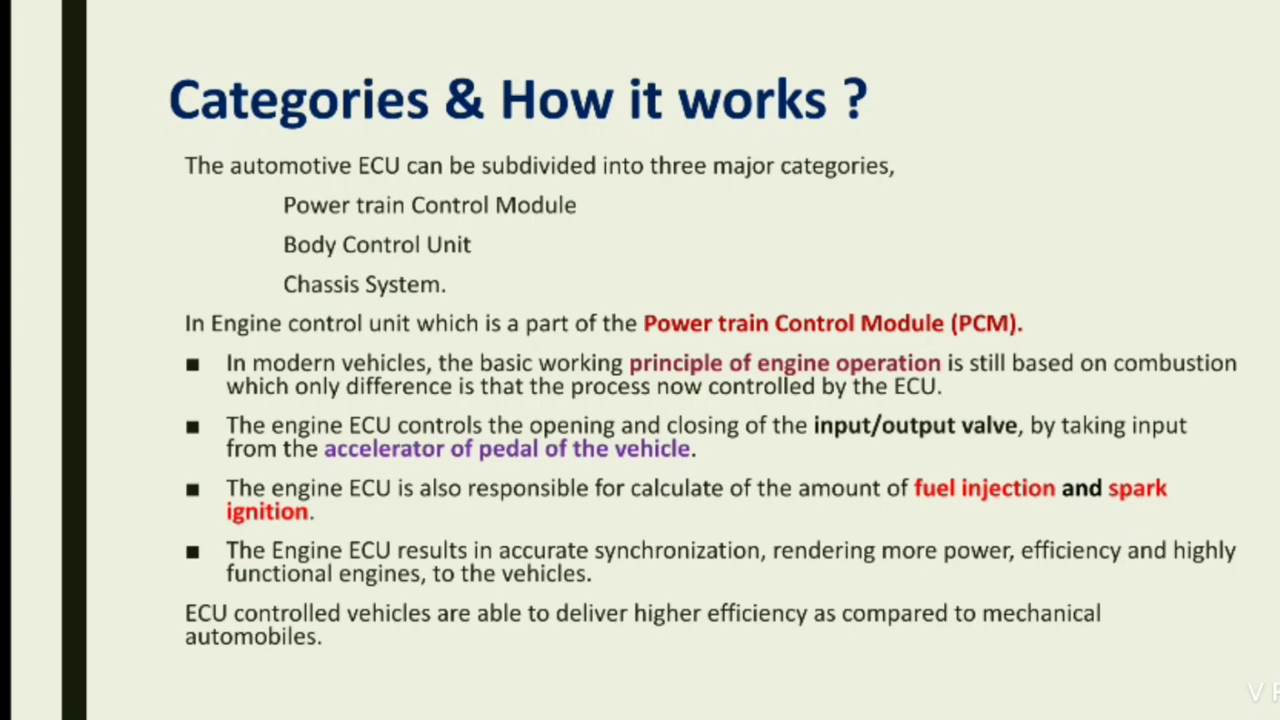 Categories & How it works ?
The automotive ECU can be subdivided into three major categories,
Power train Control Module
Body Control Unit
Chassis System.
In Engine control unit which is a part of the Power train Control Module (PCM).
■ In modern vehicles, the basic working principle of engine operation is still based on combustion
which only difference is that the process now controlled by the ECU.
■ The engine ECU controls the opening and closing of the input/output valve, by taking input
from the accelerator of pedal of the vehicle.
■ The engine ECU is also responsible for calculate of the amount of fuel injection and spark
ignition.
■ The Engine ECU results in accurate synchronization, rendering more power, efficiency and highly
functional engines, to the vehicles.
ECU controlled vehicles are able to deliver higher efficiency as compared to mechanical
automobiles.